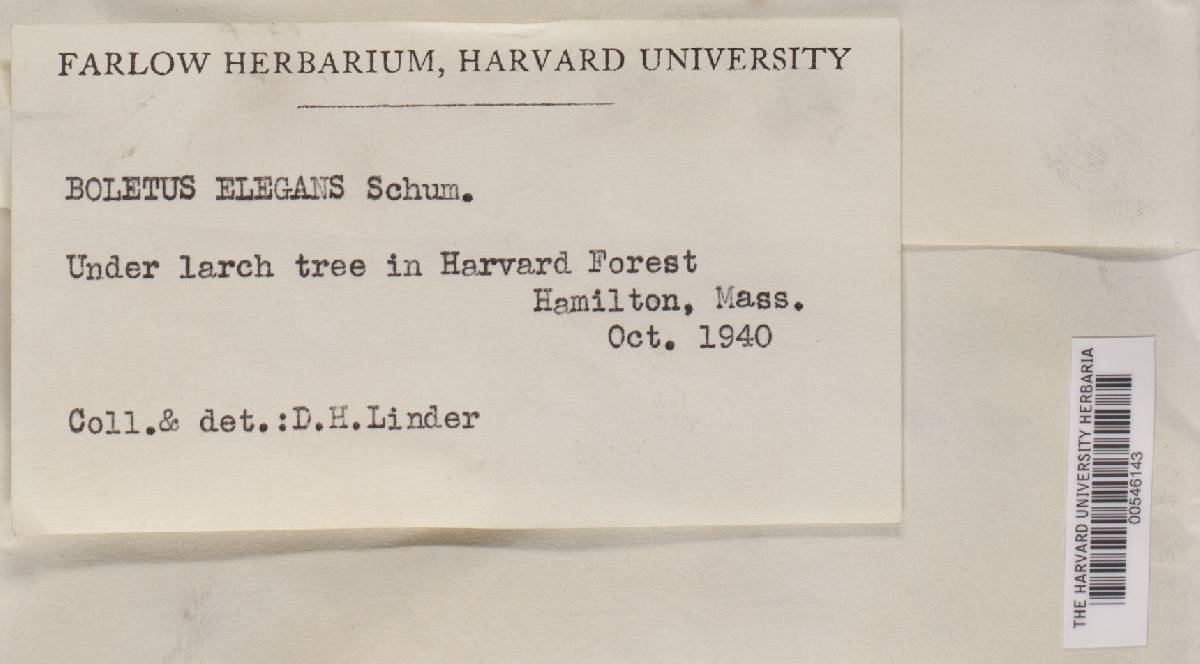 FARLOW HERBARIUM, HARVARD UNIVERSITY
BOLETUS ELEGANS Schum.
Under larch tree in Harvard Forest
Hamilton, Mass.
Oct. 1940
Coll.& det.:D.H.Linder
THE HARVARD UNIVERSITY HERBARIA
00546143